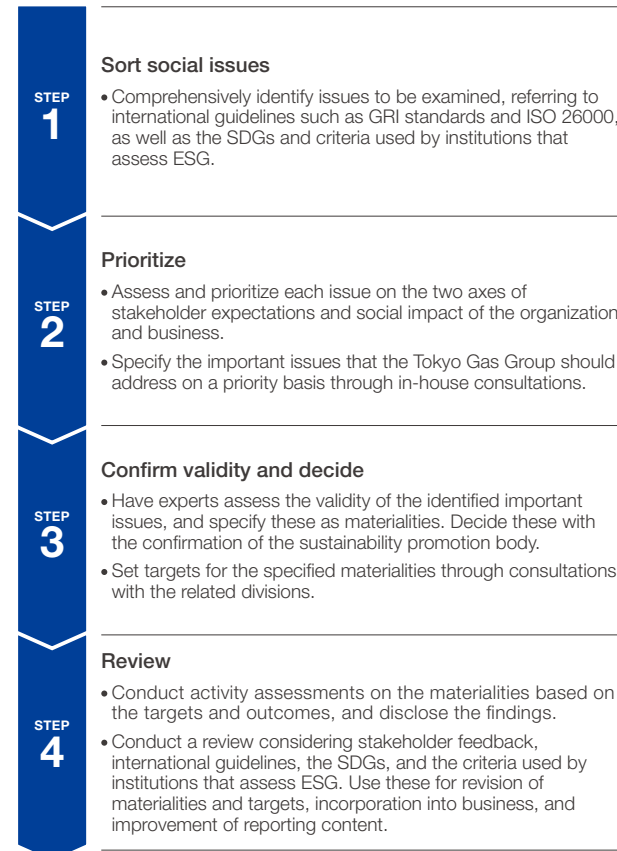 STEP
1
Sort social issues
• Comprehensively identify issues to be examined, referring to
international guidelines such as GRI standards and ISO 26000,
as well as the SDGs and criteria used by institutions that
assess ESG.
STEP
2
Prioritize
• Assess and prioritize each issue on the two axes of
stakeholder expectations and social impact of the organization
and business.
• Specify the important issues that the Tokyo Gas Group should
address on a priority basis through in-house consultations.
STEP
3
Confirm validity and decide
• Have experts assess the validity of the identified important
issues, and specify these as materialities. Decide these with
the confirmation of the sustainability promotion body.
• Set targets for the specified materialities through consultations
with the related divisions.
STEP
4
Review
• Conduct activity assessments on the materialities based on
the targets and outcomes, and disclose the findings.
• Conduct a review considering stakeholder feedback,
international guidelines, the SDGs, and the criteria used by
institutions that assess ESG. Use these for revision of
materialities and targets, incorporation into business, and
improvement of reporting content.